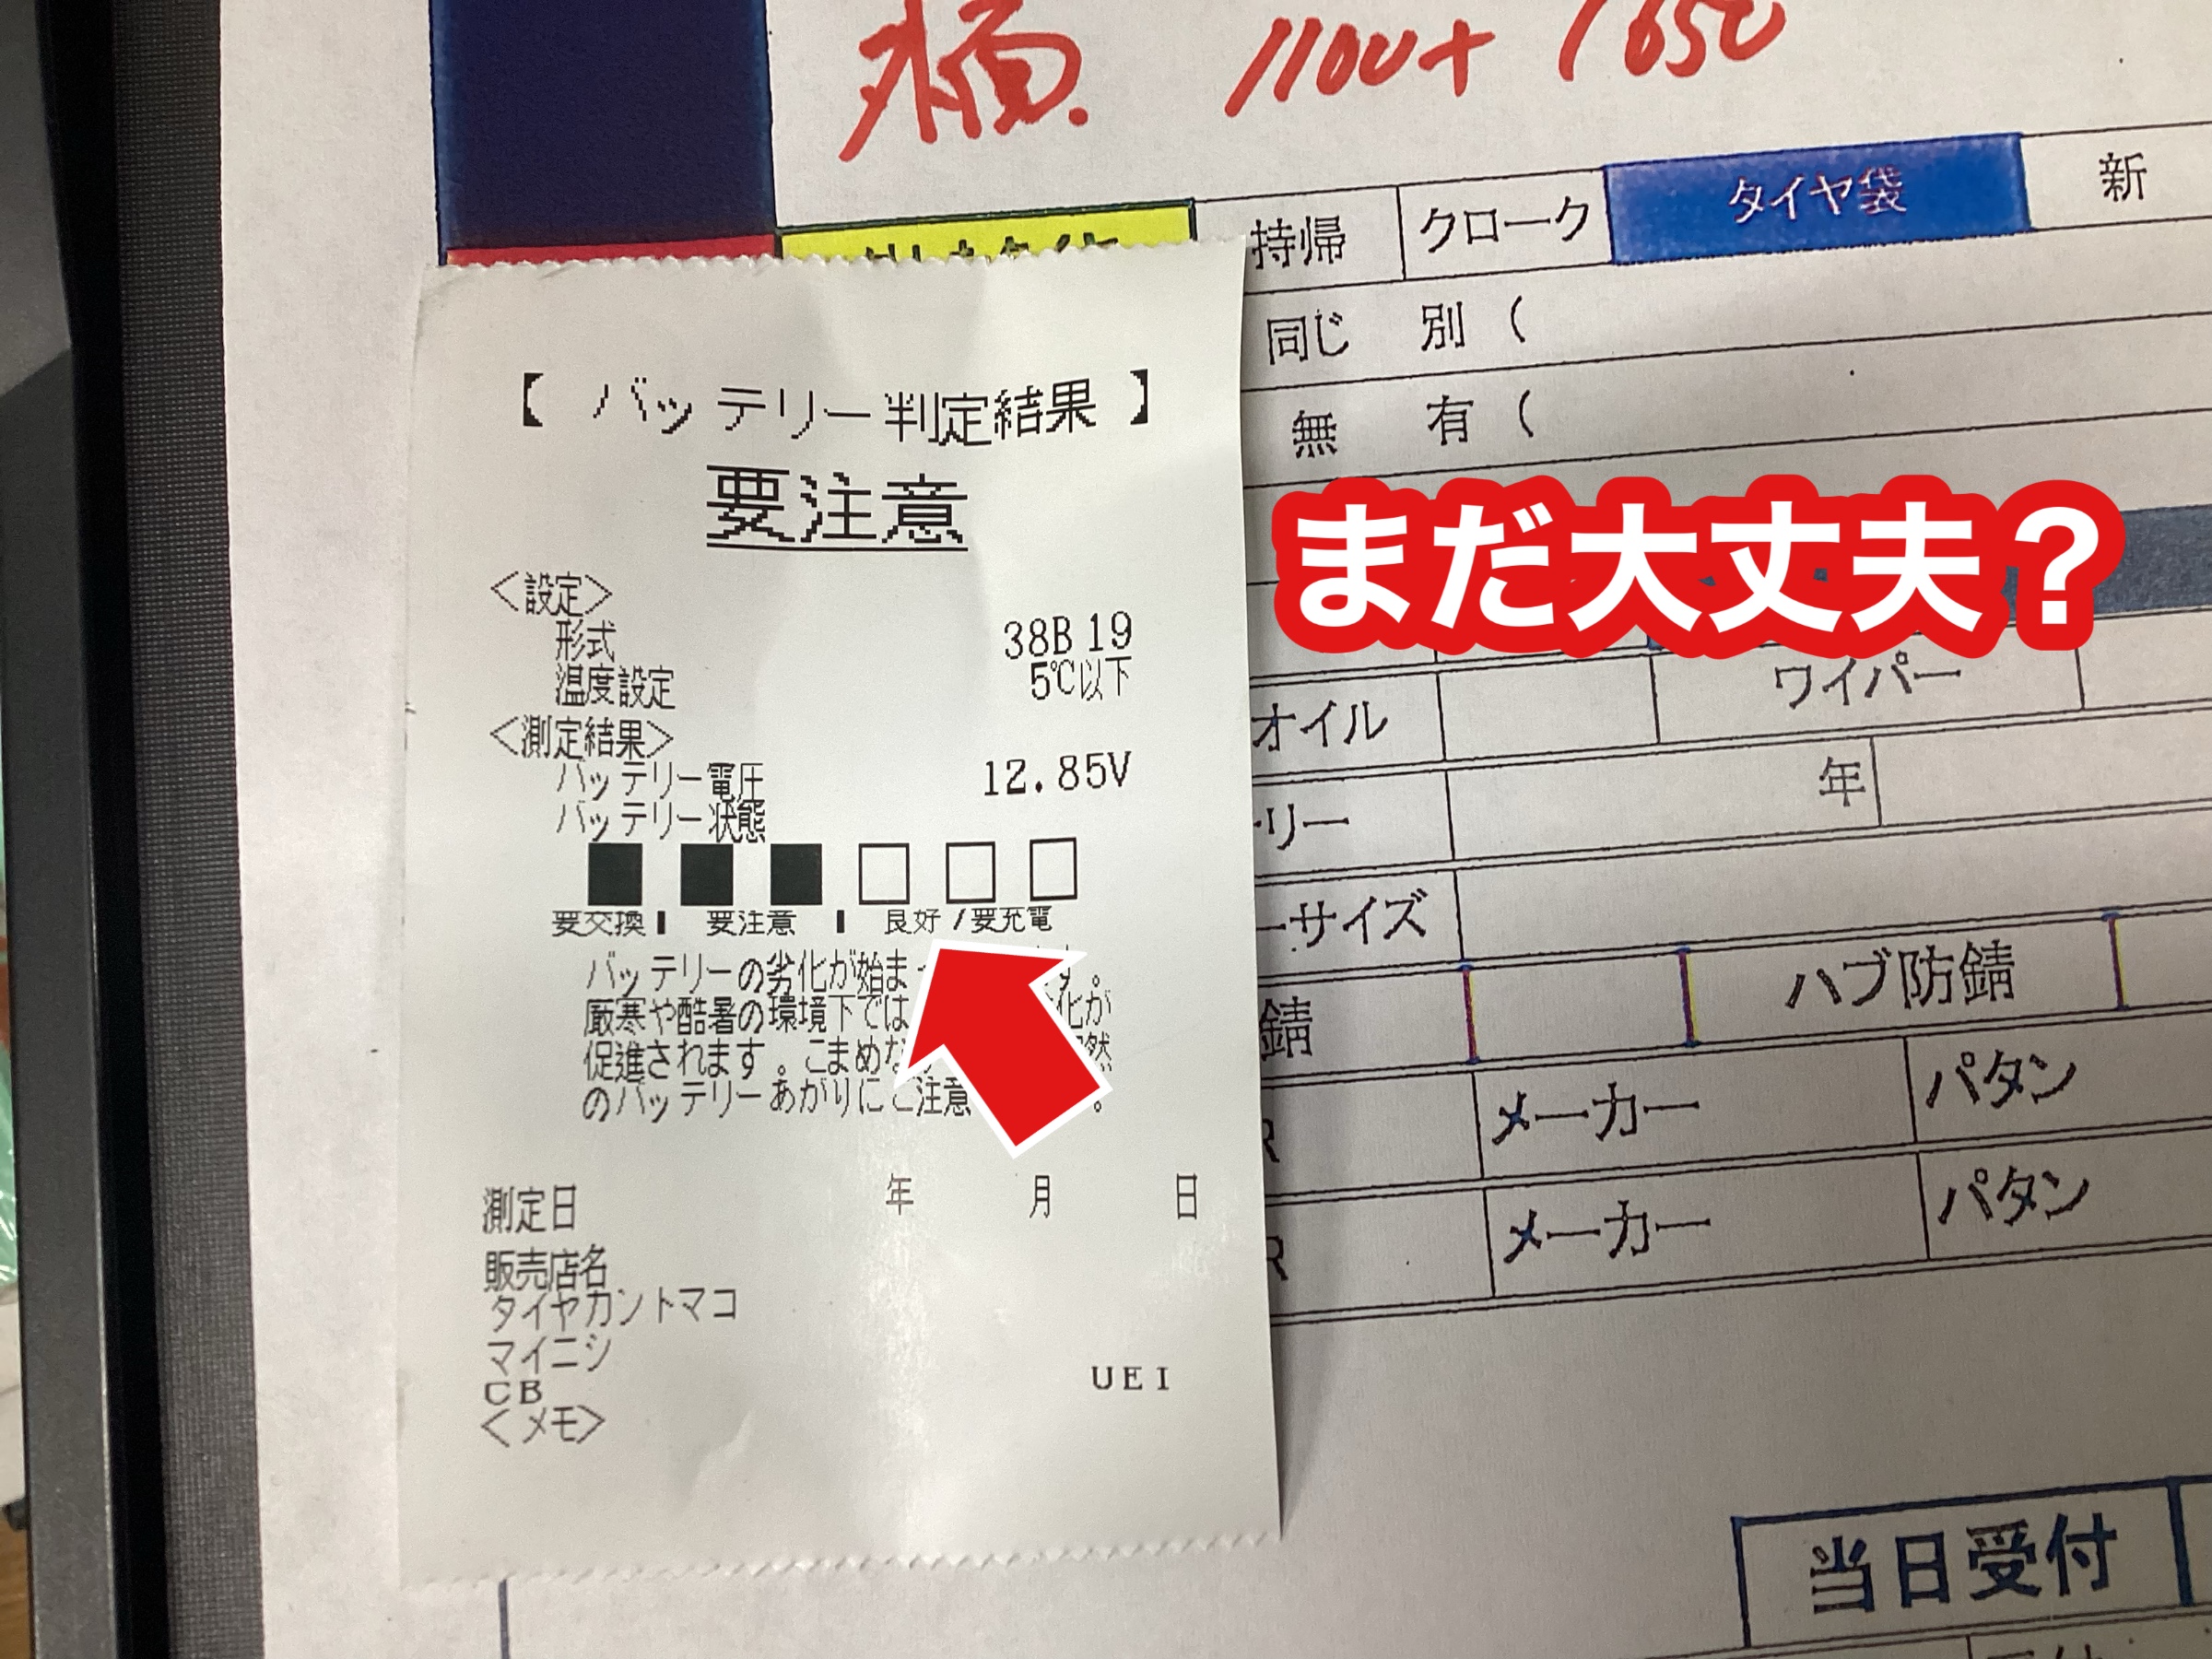 1100+ 1650
持帰 クローク タイヤ袋 新
同じ 別 (
無 有 (
【 バッテリー判定結果 】
要注意
まだ大丈夫？
<設定>
形式 38B19
温度設定 5℃以下
<測定結果>
バッテリー電圧 12.85V
バッテリー状態
要交換 | 要注意 | 良好/要充電
バッテリーの劣化が始ま す。
厳寒や酷暑の環境下では 化が
促進されます。こまめな 然
のバッテリーあがりにご注意 。
測定日 年 月 日
販売店名
タイヤカントマコ
マイニシ
CB UEI
<メモ>
オイル ワイパー
リー 年
ーサイズ
錆 ハブ防錆
R メーカー パタン
R メーカー パタン
当日受付